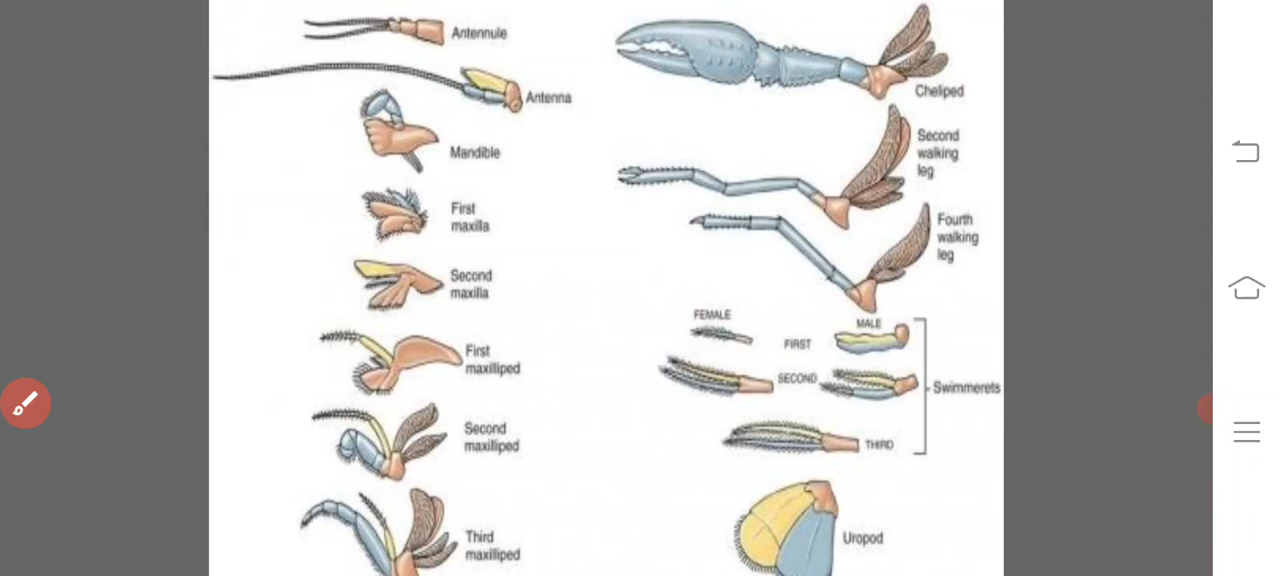 Antennule
Antenna
Mandible
First
maxilla
Second
maxilla
First
maxilliped
Second
maxilliped
Third
maxilliped
Cheliped
Second
walking
leg
Fourth
walking
leg
FEMALE
MALE
FIRST
SECOND
Swimmerets
THIRD
Uropod